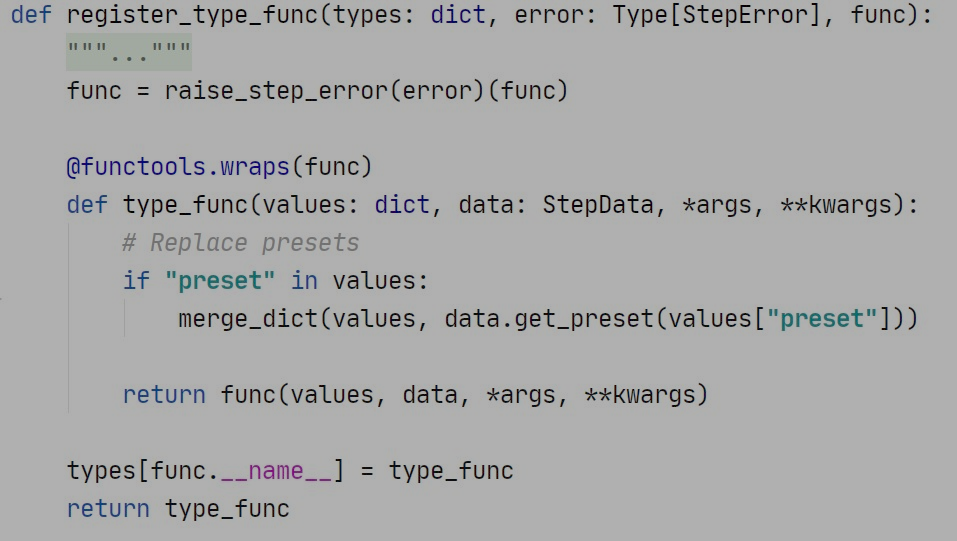 def register_type_func(types: dict, error: Type[StepError], func):
    """..."""
    func = raise_step_error(error)(func)

    @functools.wraps(func)
    def type_func(values: dict, data: StepData, *args, **kwargs):
        # Replace presets
        if "preset" in values:
            merge_dict(values, data.get_preset(values["preset"]))

        return func(values, data, *args, **kwargs)

    types[func.__name__] = type_func
    return type_func